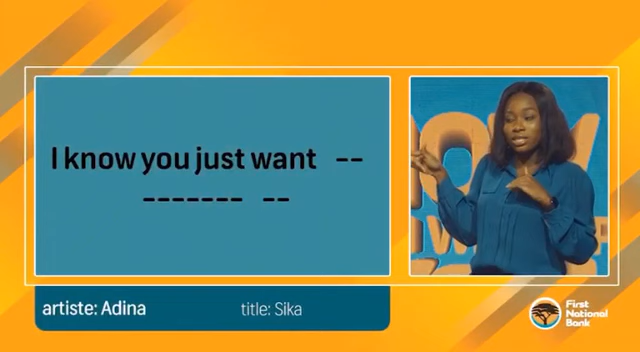 I know you just want --
------- --
artiste: Adina
title: Sika
First
National
Bank